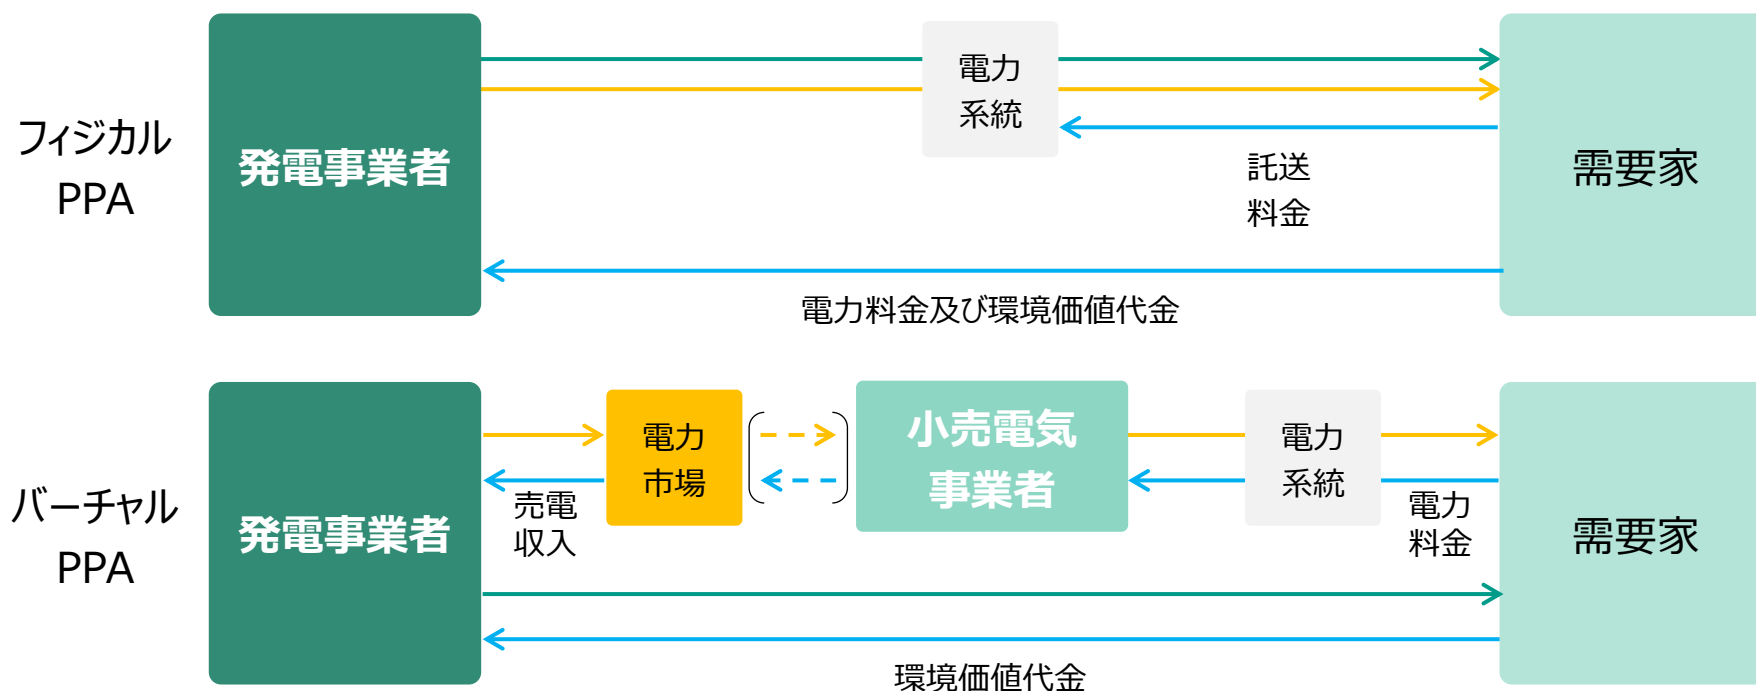 フィジカル
PPA
発電事業者
電力
系統
託送
料金
需要家
電力料金及び環境価値代金
バーチャル
PPA
発電事業者
売電
収入
電力
市場
小売電気
事業者
電力
系統
電力
料金
需要家
環境価値代金